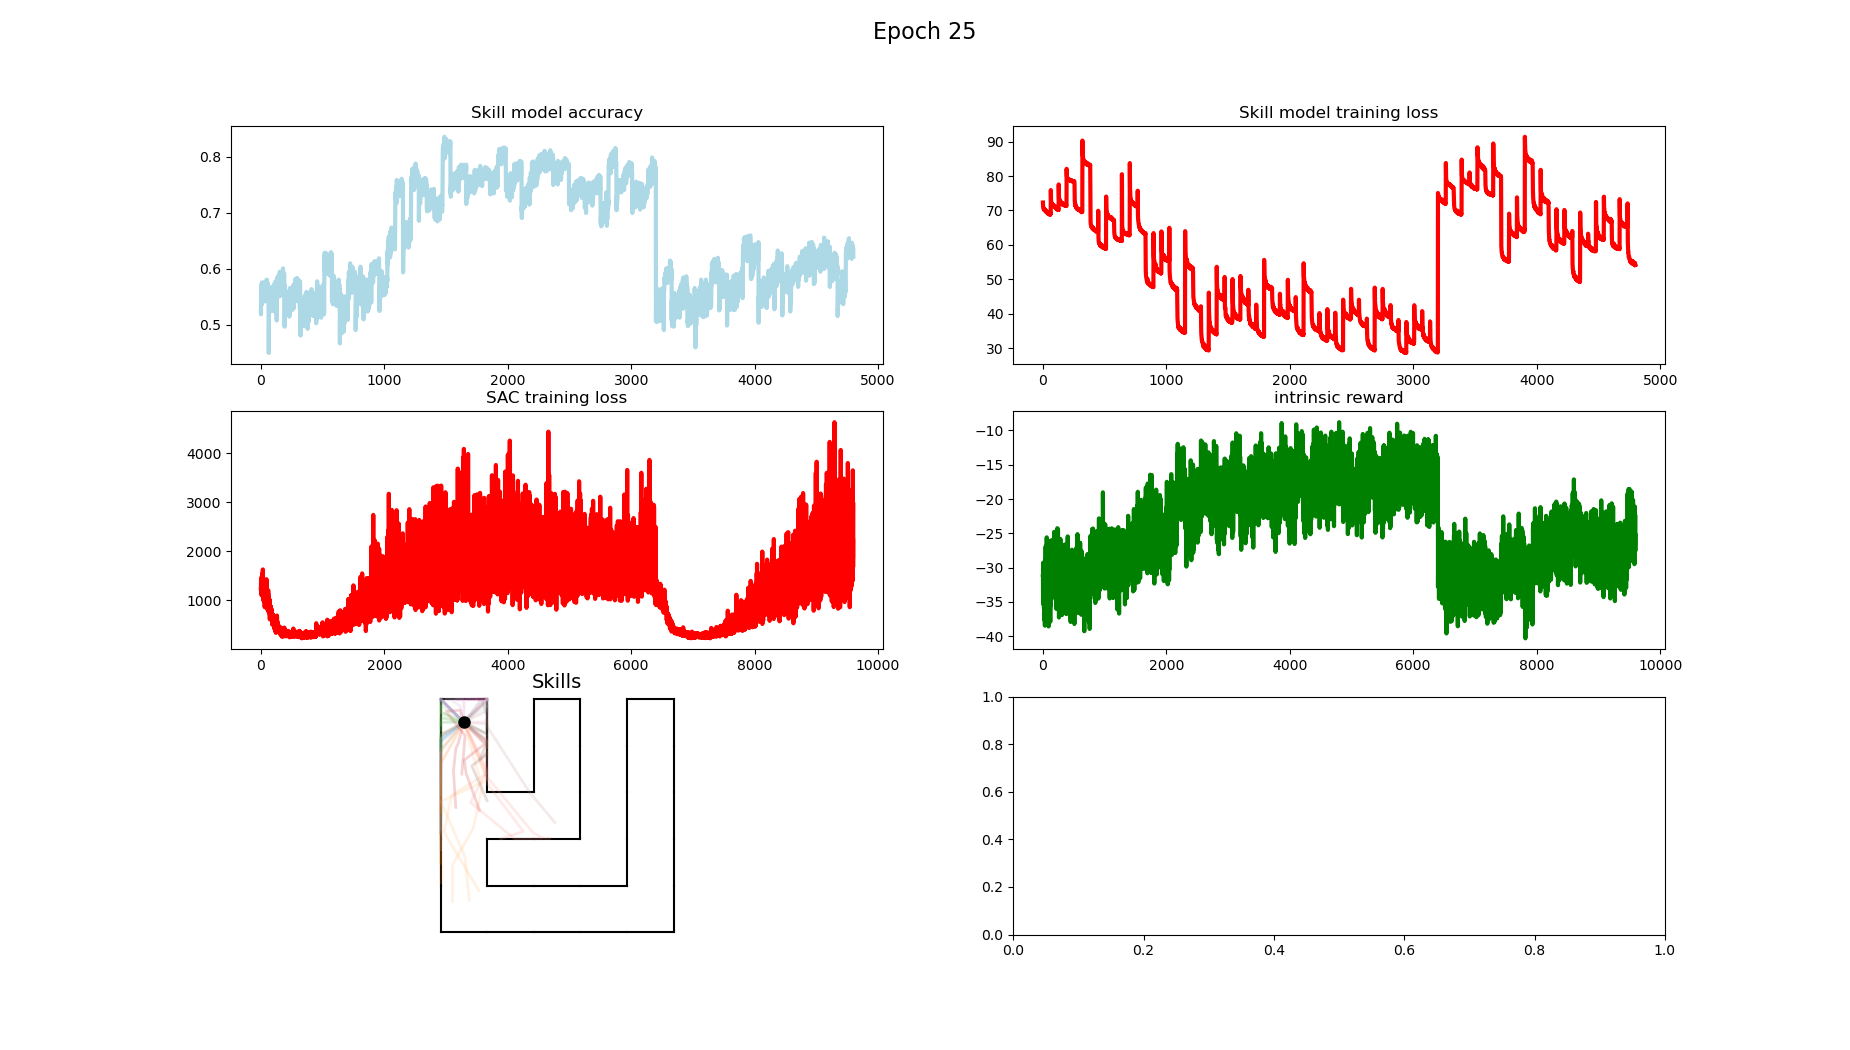 Epoch 25
Skill model accuracy
0.8
0.7
0.6
0.5
0 1000 2000 3000 4000 5000
Skill model training loss
90
80
70
60
50
40
30
0 1000 2000 3000 4000 5000
SAC training loss
4000
3000
2000
1000
0 2000 4000 6000 8000 10000
intrinsic reward
−10
−15
−20
−25
−30
−35
−40
0 2000 4000 6000 8000 10000
Skills
1.0
0.8
0.6
0.4
0.2
0.0
0.0 0.2 0.4 0.6 0.8 1.0